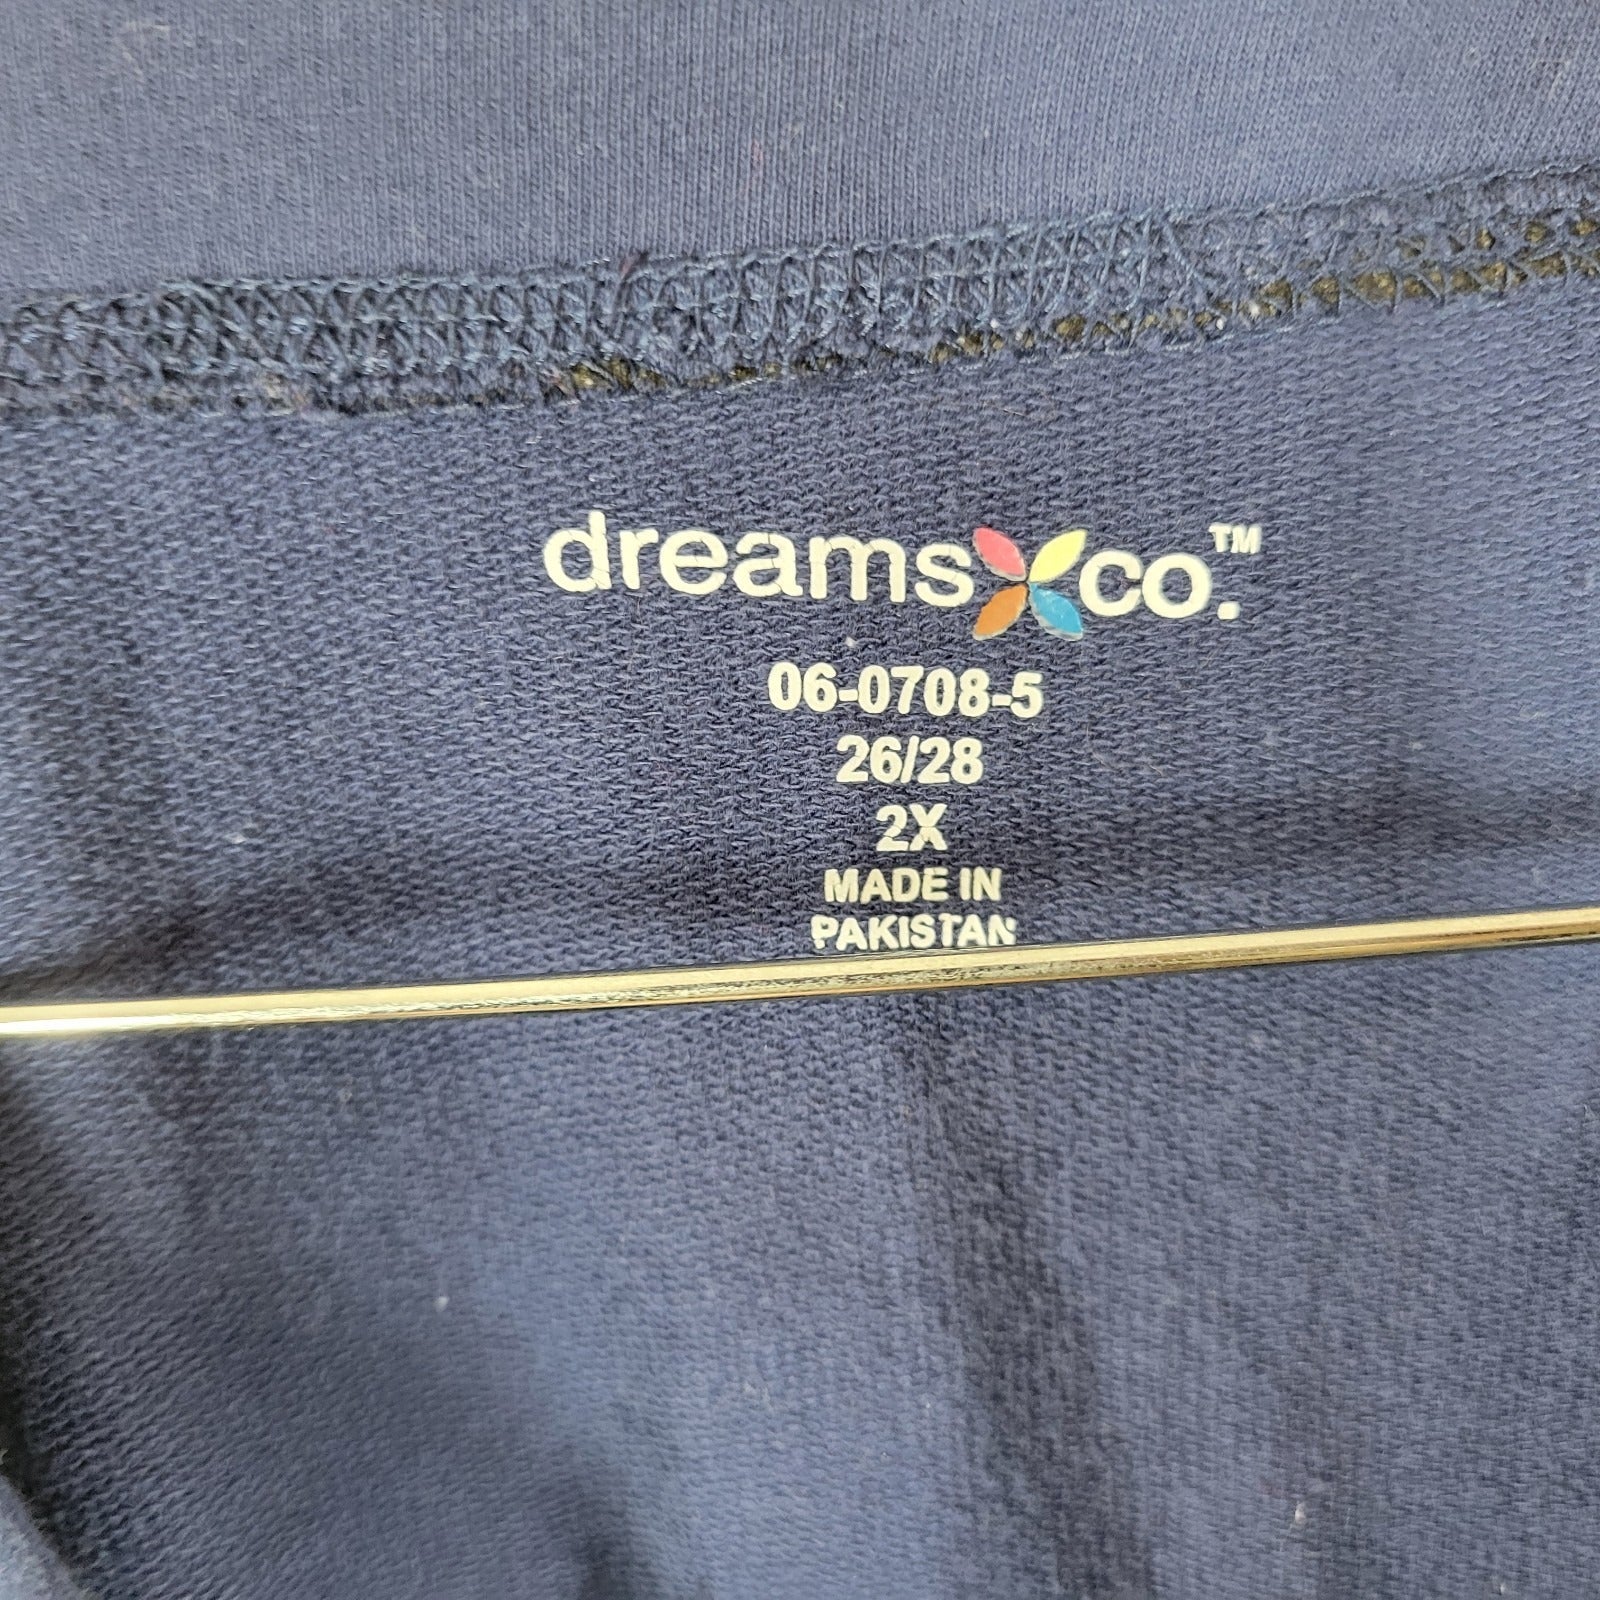 dreams co.™
06-0708-5
26/28
2X
MADE IN
PAKISTAN